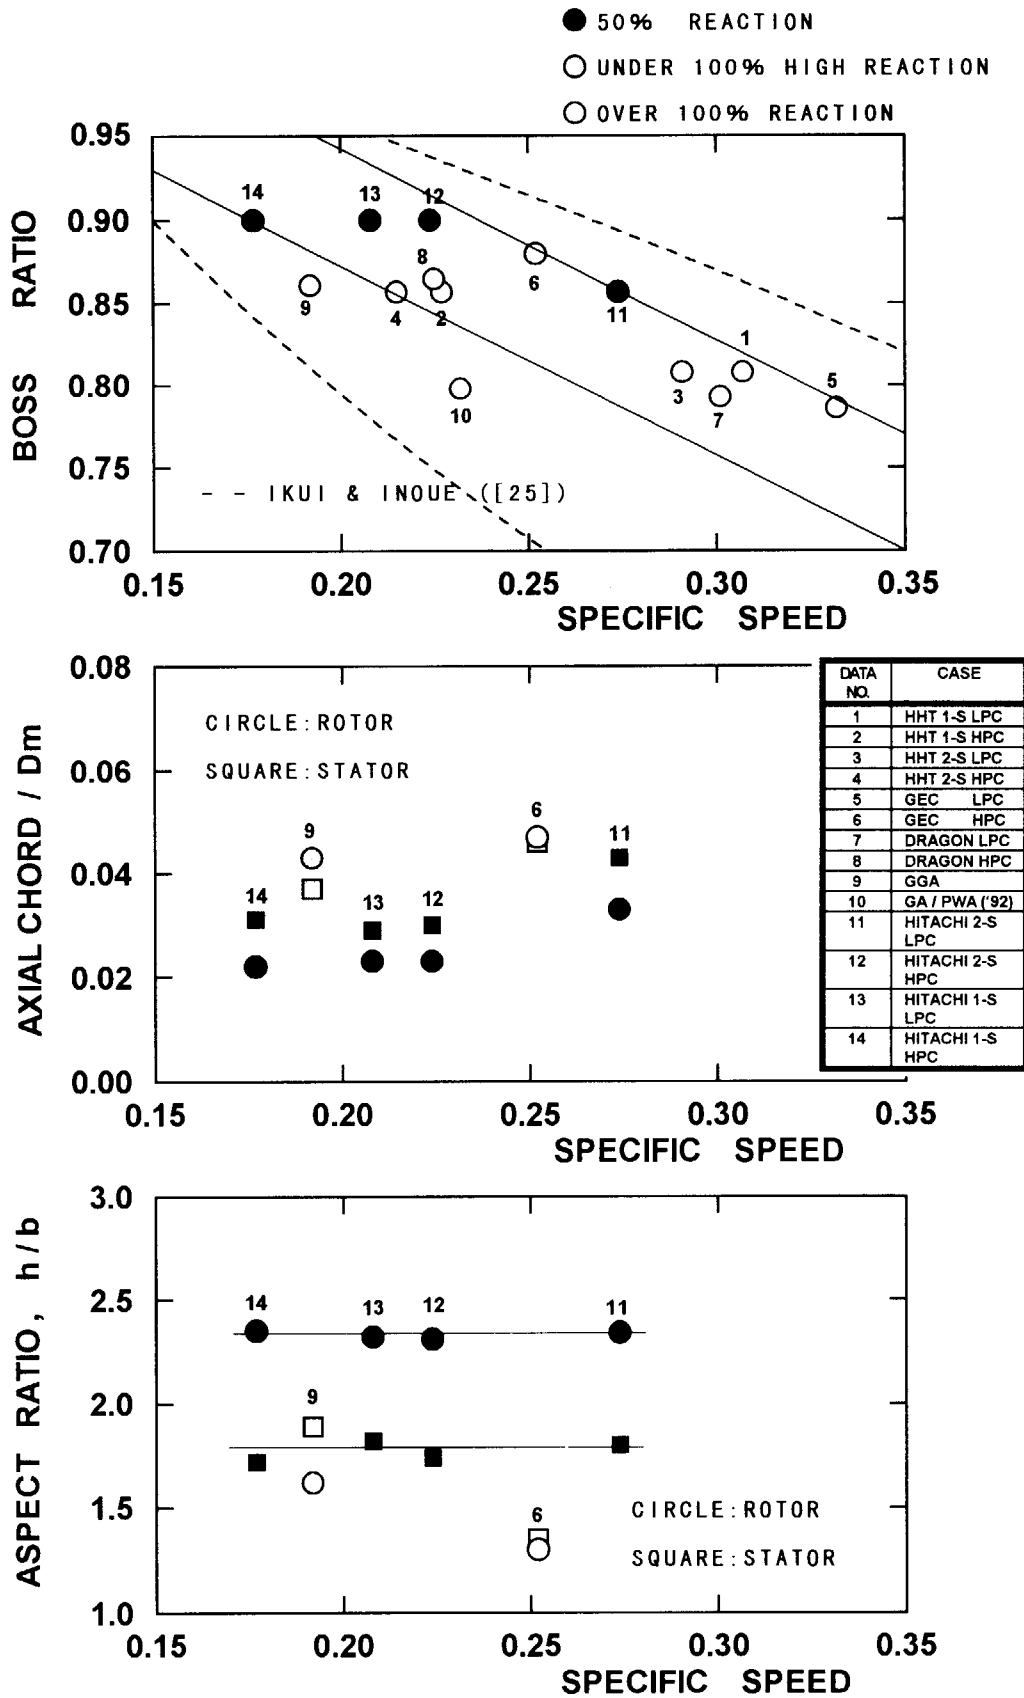 50% REACTION
UNDER 100% HIGH REACTION
OVER 100% REACTION
BOSS RATIO
0.95
0.90
0.85
0.80
0.75
0.70
14
13
12
8
6
9
4
2
11
1
10
3
7
5
- - IKUI & INOUE ([25])
0.15 0.20 0.25 0.30 0.35
SPECIFIC SPEED
AXIAL CHORD / Dm
0.08
0.06
0.04
0.02
0.00
CIRCLE:ROTOR
SQUARE:STATOR
9
6
11
14
13
12
0.15 0.20 0.25 0.30 0.35
SPECIFIC SPEED
DATA NO. CASE
1 HHT 1-S LPC
2 HHT 1-S HPC
3 HHT 2-S LPC
4 HHT 2-S HPC
5 GEC LPC
6 GEC HPC
7 DRAGON LPC
8 DRAGON HPC
9 GGA
10 GA / PWA ('92)
11 HITACHI 2-S
LPC
12 HITACHI 2-S
HPC
13 HITACHI 1-S
LPC
14 HITACHI 1-S
HPC
ASPECT RATIO, h/b
3.0
2.5
2.0
1.5
1.0
14
13
12
11
9
6
CIRCLE:ROTOR
SQUARE:STATOR
0.15 0.20 0.25 0.30 0.35
SPECIFIC SPEED